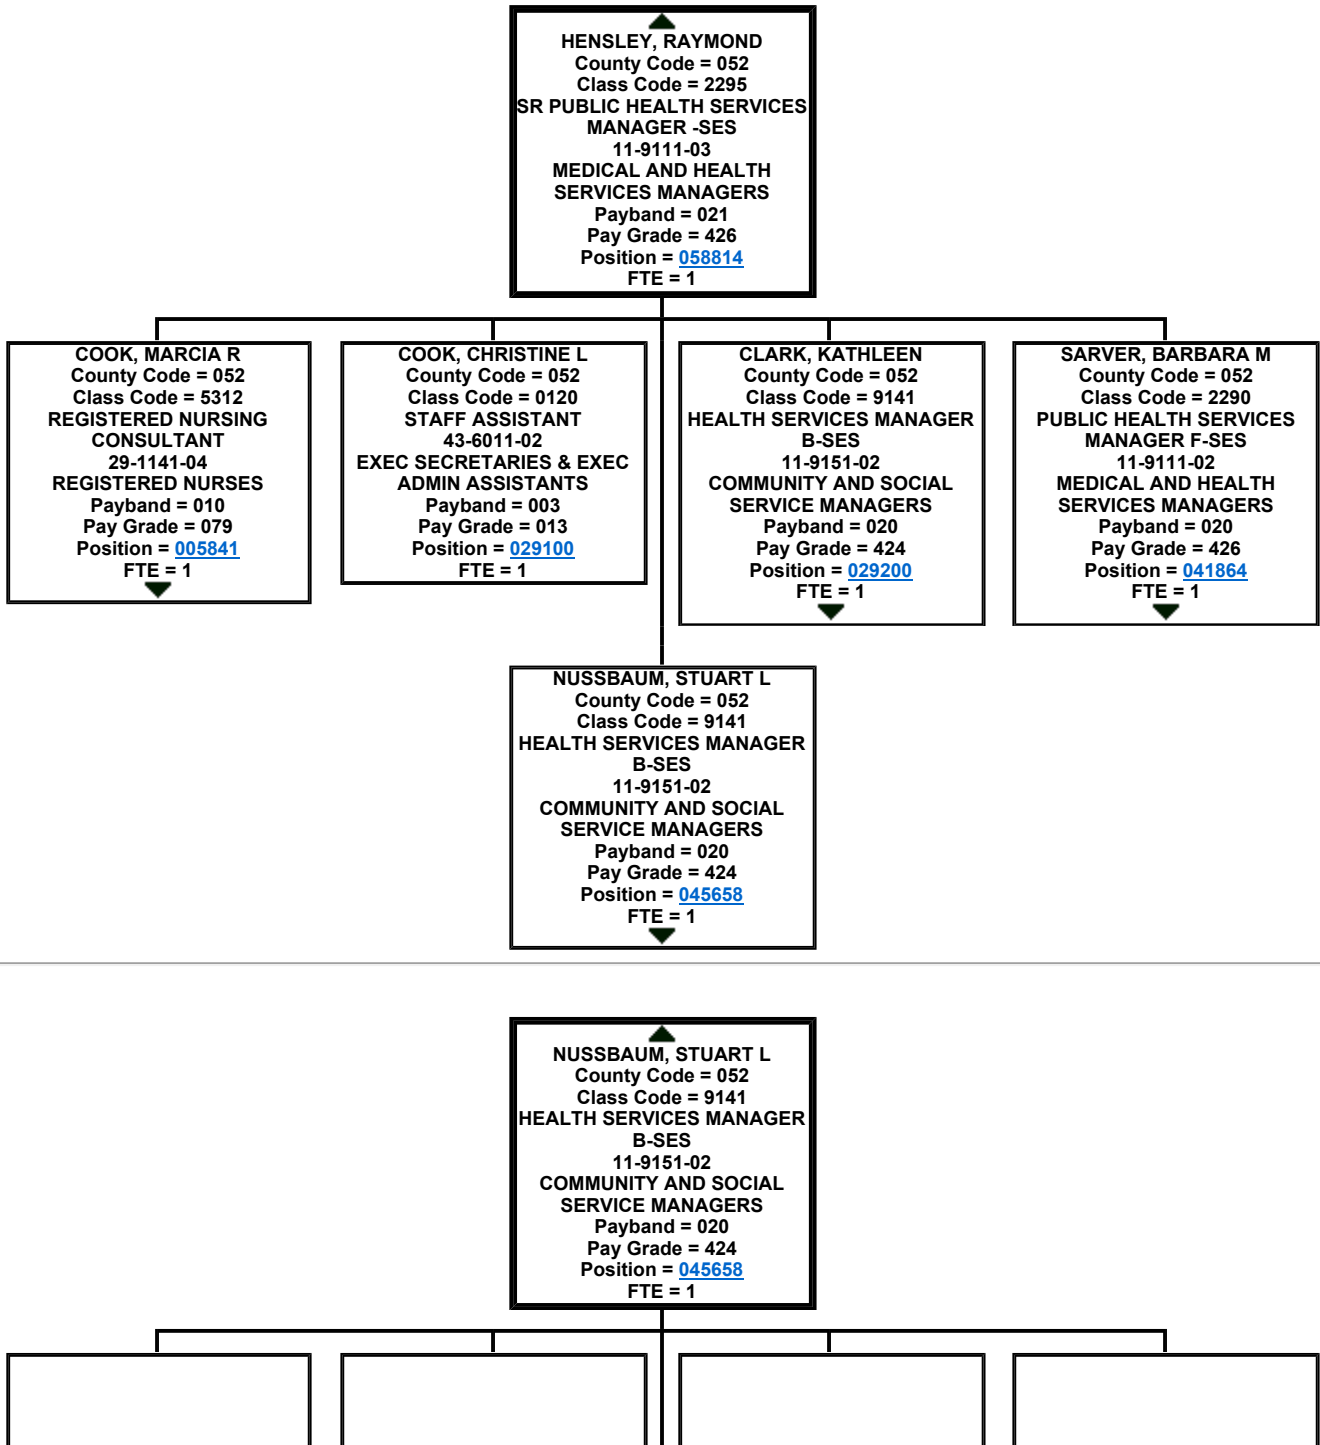 HENSLEY, RAYMOND
County Code = 052
Class Code = 2295
SR PUBLIC HEALTH SERVICES
MANAGER -SES
11-9111-03
MEDICAL AND HEALTH
SERVICES MANAGERS
Payband = 021
Pay Grade = 426
Position = 058814
FTE = 1
COOK, MARCIA R
County Code = 052
Class Code = 5312
REGISTERED NURSING
CONSULTANT
29-1141-04
REGISTERED NURSES
Payband = 010
Pay Grade = 079
Position = 005841
FTE = 1
COOK, CHRISTINE L
County Code = 052
Class Code = 0120
STAFF ASSISTANT
43-6011-02
EXEC SECRETARIES & EXEC
ADMIN ASSISTANTS
Payband = 003
Pay Grade = 013
Position = 029100
FTE = 1
CLARK, KATHLEEN
County Code = 052
Class Code = 9141
HEALTH SERVICES MANAGER
B-SES
11-9151-02
COMMUNITY AND SOCIAL
SERVICE MANAGERS
Payband = 020
Pay Grade = 424
Position = 029200
FTE = 1
SARVER, BARBARA M
County Code = 052
Class Code = 2290
PUBLIC HEALTH SERVICES
MANAGER F-SES
11-9111-02
MEDICAL AND HEALTH
SERVICES MANAGERS
Payband = 020
Pay Grade = 426
Position = 041864
FTE = 1
NUSSBAUM, STUART L
County Code = 052
Class Code = 9141
HEALTH SERVICES MANAGER
B-SES
11-9151-02
COMMUNITY AND SOCIAL
SERVICE MANAGERS
Payband = 020
Pay Grade = 424
Position = 045658
FTE = 1
NUSSBAUM, STUART L
County Code = 052
Class Code = 9141
HEALTH SERVICES MANAGER
B-SES
11-9151-02
COMMUNITY AND SOCIAL
SERVICE MANAGERS
Payband = 020
Pay Grade = 424
Position = 045658
FTE = 1